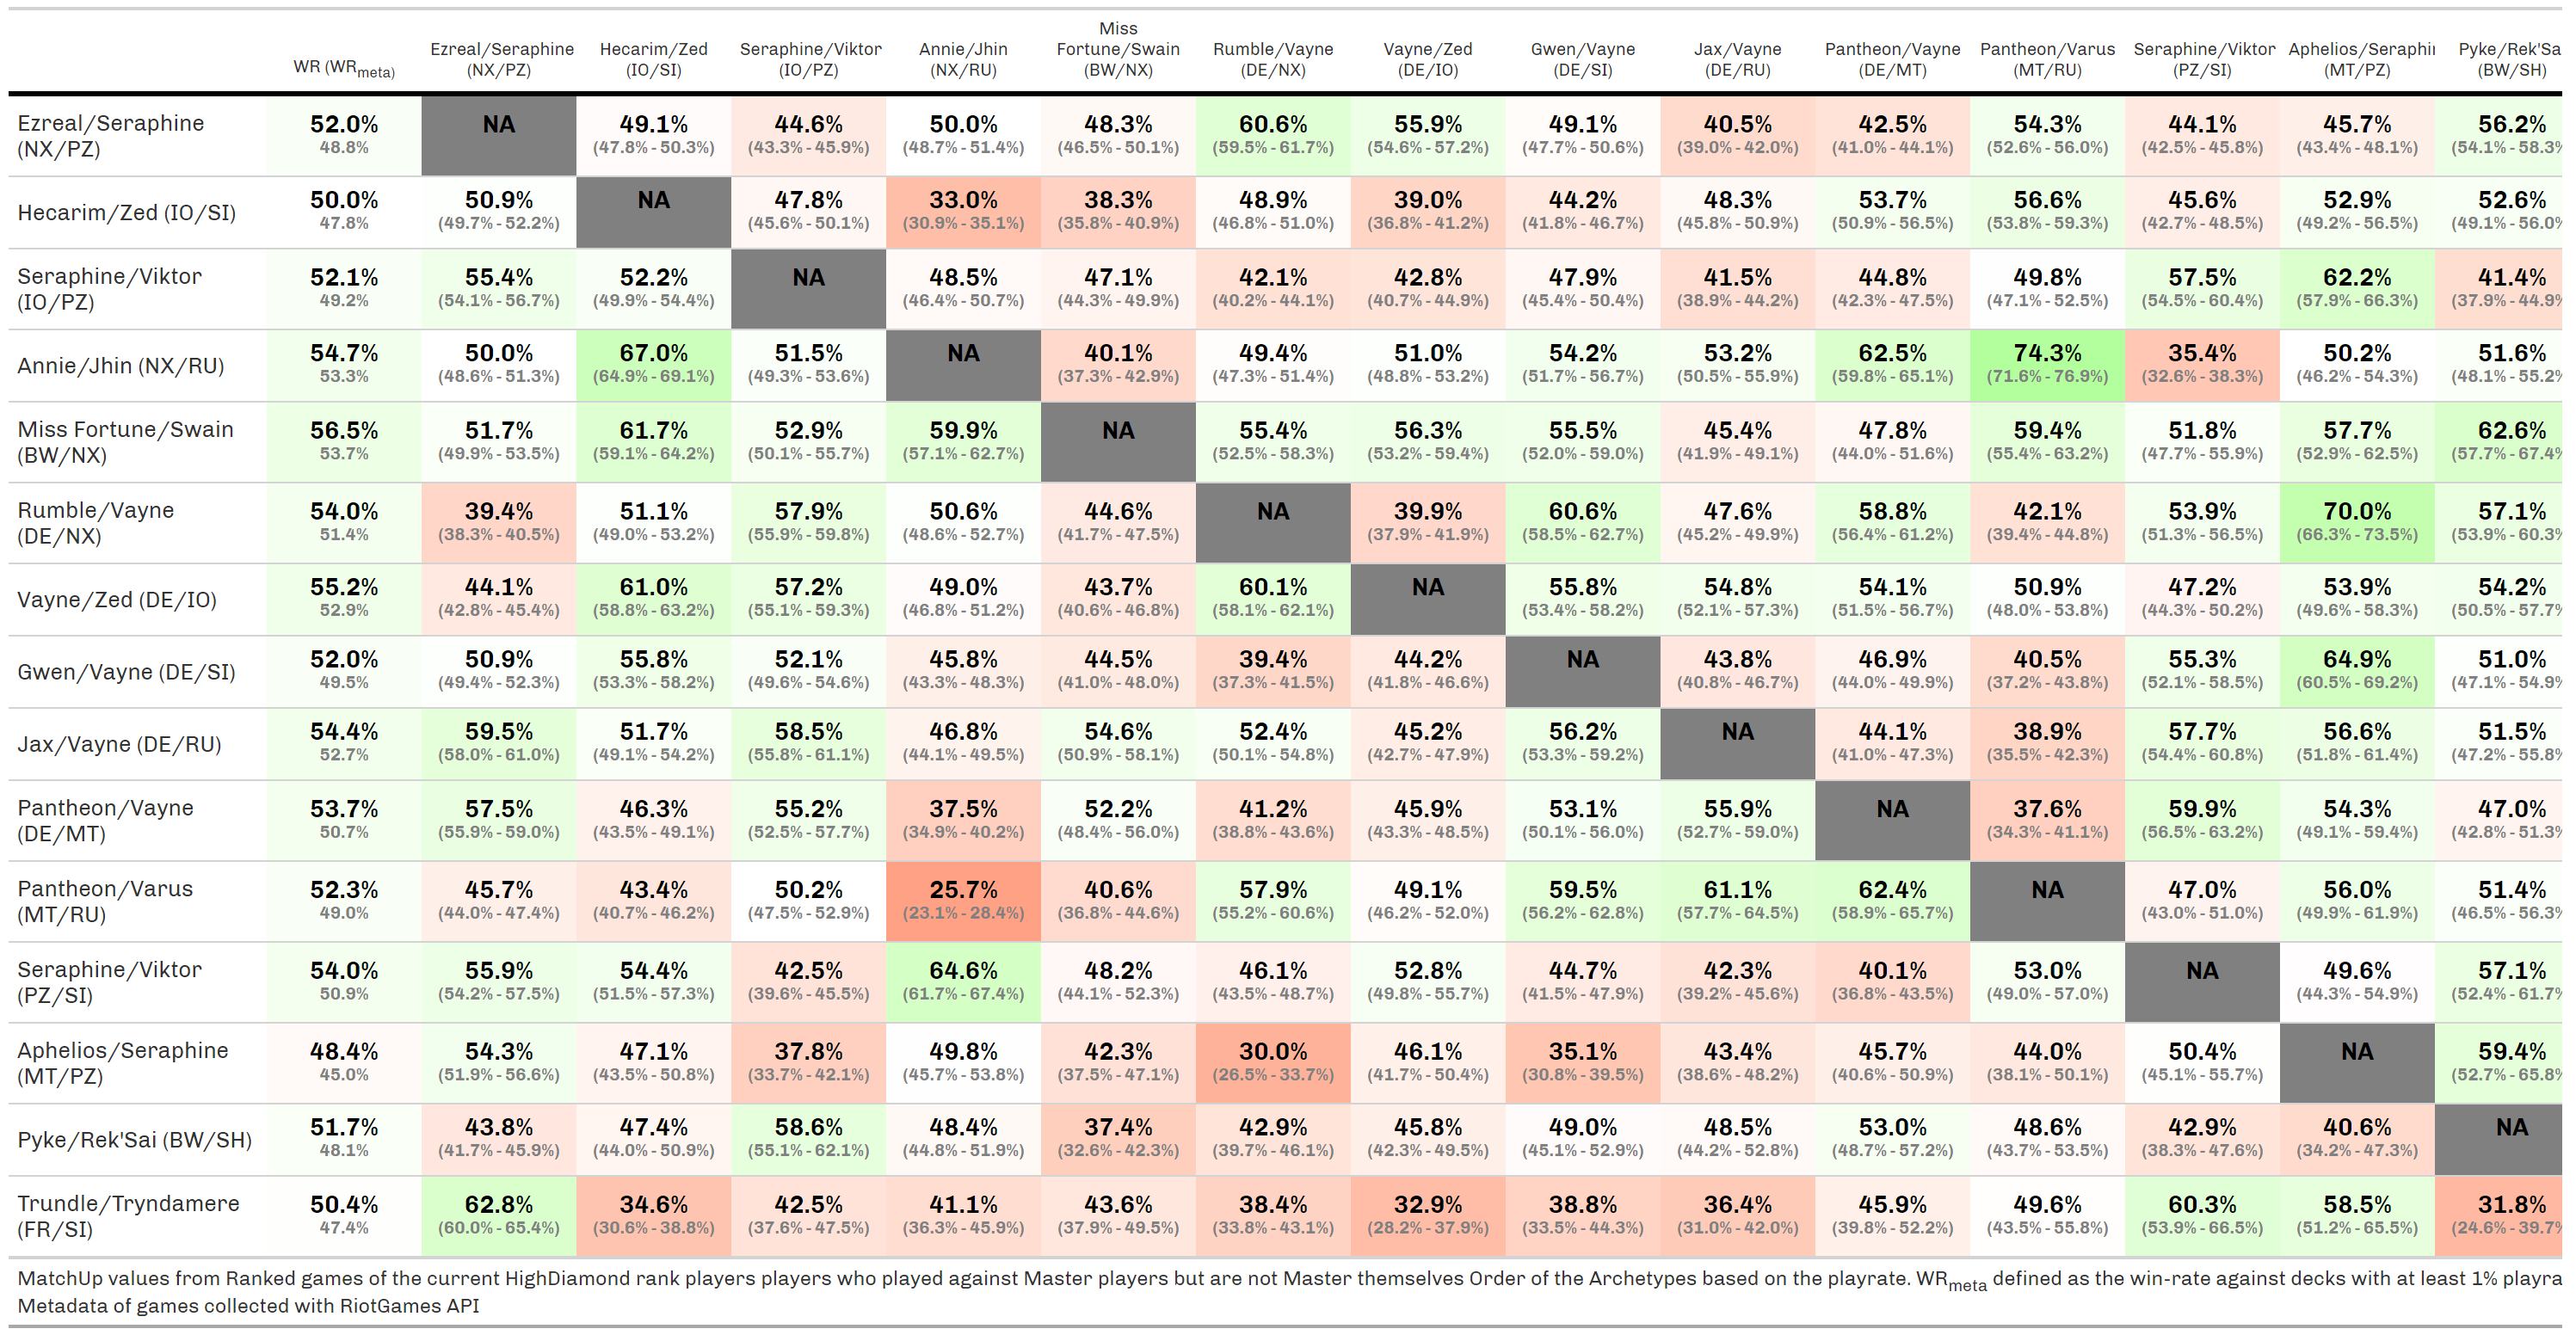 WR (WRmeta) Ezreal/Seraphine (NX/PZ) Hecarim/Zed (IO/SI) Seraphine/Viktor (IO/PZ) Annie/Jhin (NX/RU) Miss Fortune/Swain (BW/NX) Rumble/Vayne (DE/NX) Vayne/Zed (DE/IO) Gwen/Vayne (DE/SI) Jax/Vayne (DE/RU) Pantheon/Vayne (DE/MT) Pantheon/Varus (MT/RU) Seraphine/Viktor (PZ/SI) Aphelios/Seraphi (MT/PZ) Pyke/Rek'Sa (BW/SH)
Ezreal/Seraphine 52.0% NA 49.1% 44.6% 50.0% 48.3% 60.6% 55.9% 49.1% 40.5% 42.5% 54.3% 44.1% 45.7% 56.2%
(NX/PZ) 48.8% (47.8% - 50.3%) (43.3% - 45.9%) (48.7% - 51.4%) (46.5% - 50.1%) (59.5% - 61.7%) (54.6% - 57.2%) (47.7% - 50.6%) (39.0% - 42.0%) (41.0% - 44.1%) (52.6% - 56.0%) (42.5% - 45.8%) (43.4% - 48.1%) (54.1% - 58.3%
Hecarim/Zed (IO/SI) 50.0% 50.9% NA 47.8% 33.0% 38.3% 48.9% 39.0% 44.2% 48.3% 53.7% 56.6% 45.6% 52.9% 52.6%
47.8% (49.7% - 52.2%) (45.6% - 50.1%) (30.9% - 35.1%) (35.8% - 40.9%) (46.8% - 51.0%) (36.8% - 41.2%) (41.8% - 46.7%) (45.8% - 50.9%) (50.9% - 56.5%) (53.8% - 59.3%) (42.7% - 48.5%) (49.2% - 56.5%) (49.1% - 56.0%
Seraphine/Viktor 52.1% 55.4% 52.2% NA 48.5% 47.1% 42.1% 42.8% 47.9% 41.5% 44.8% 49.8% 57.5% 62.2% 41.4%
(IO/PZ) 49.2% (54.1% - 56.7%) (49.9% - 54.4%) (46.4% - 50.7%) (44.3% - 49.9%) (40.2% - 44.1%) (40.7% - 44.9%) (45.4% - 50.4%) (38.9% - 44.2%) (42.3% - 47.5%) (47.1% - 52.5%) (54.5% - 60.4%) (57.9% - 66.3%) (37.9% - 44.9%
Annie/Jhin (NX/RU) 54.7% 50.0% 67.0% 51.5% NA 40.1% 49.4% 51.0% 54.2% 53.2% 62.5% 74.3% 35.4% 50.2% 51.6%
53.3% (48.6% - 51.3%) (64.9% - 69.1%) (49.3% - 53.6%) (37.3% - 42.9%) (47.3% - 51.4%) (48.8% - 53.2%) (51.7% - 56.7%) (50.5% - 55.9%) (59.8% - 65.1%) (71.6% - 76.9%) (32.6% - 38.3%) (46.2% - 54.3%) (48.1% - 55.2%
Miss Fortune/Swain 56.5% 51.7% 61.7% 52.9% 59.9% NA 55.4% 56.3% 55.5% 45.4% 47.8% 59.4% 51.8% 57.7% 62.6%
(BW/NX) 53.7% (49.9% - 53.5%) (59.1% - 64.2%) (50.1% - 55.7%) (57.1% - 62.7%) (52.5% - 58.3%) (53.2% - 59.4%) (52.0% - 59.0%) (41.9% - 49.1%) (44.0% - 51.6%) (55.4% - 63.2%) (47.7% - 55.9%) (52.9% - 62.5%) (57.7% - 67.4%
Rumble/Vayne 54.0% 39.4% 51.1% 57.9% 50.6% 44.6% NA 39.9% 60.6% 47.6% 58.8% 42.1% 53.9% 70.0% 57.1%
(DE/NX) 51.4% (38.3% - 40.5%) (49.0% - 53.2%) (55.9% - 59.8%) (48.6% - 52.7%) (41.7% - 47.5%) (37.9% - 41.9%) (58.5% - 62.7%) (45.2% - 49.9%) (56.4% - 61.2%) (39.4% - 44.8%) (51.3% - 56.5%) (66.3% - 73.5%) (53.9% - 60.3%
Vayne/Zed (DE/IO) 55.2% 44.1% 61.0% 57.2% 49.0% 43.7% 60.1% NA 55.8% 54.8% 54.1% 50.9% 47.2% 53.9% 54.2%
52.9% (42.8% - 45.4%) (58.8% - 63.2%) (55.1% - 59.3%) (46.8% - 51.2%) (40.6% - 46.8%) (58.1% - 62.1%) (53.4% - 58.2%) (52.1% - 57.3%) (51.5% - 56.7%) (48.0% - 53.8%) (44.3% - 50.2%) (49.6% - 58.3%) (50.5% - 57.7%
Gwen/Vayne (DE/SI) 52.0% 50.9% 55.8% 52.1% 45.8% 44.5% 39.4% 44.2% NA 43.8% 46.9% 40.5% 55.3% 64.9% 51.0%
49.5% (49.4% - 52.3%) (53.3% - 58.2%) (49.6% - 54.6%) (43.3% - 48.3%) (41.0% - 48.0%) (37.3% - 41.5%) (41.8% - 46.6%) (40.8% - 46.7%) (44.0% - 49.9%) (37.2% - 43.8%) (52.1% - 58.5%) (60.5% - 69.2%) (47.1% - 54.9%
Jax/Vayne (DE/RU) 54.4% 59.5% 51.7% 58.5% 46.8% 54.6% 52.4% 45.2% 56.2% NA 44.1% 38.9% 57.7% 56.6% 51.5%
52.7% (58.0% - 61.0%) (49.1% - 54.2%) (55.8% - 61.1%) (44.1% - 49.5%) (50.9% - 58.1%) (50.1% - 54.8%) (42.7% - 47.9%) (53.3% - 59.2%) (41.0% - 47.3%) (35.5% - 42.3%) (54.4% - 60.8%) (51.8% - 61.4%) (47.2% - 55.8%
Pantheon/Vayne 53.7% 57.5% 46.3% 55.2% 37.5% 52.2% 41.2% 45.9% 53.1% 55.9% NA 37.6% 59.9% 54.3% 47.0%
(DE/MT) 50.7% (55.9% - 59.0%) (43.5% - 49.1%) (52.5% - 57.7%) (34.9% - 40.2%) (48.4% - 56.0%) (38.8% - 43.6%) (43.3% - 48.5%) (50.1% - 56.0%) (52.7% - 59.0%) (34.3% - 41.1%) (56.5% - 63.2%) (49.1% - 59.4%) (42.8% - 51.3%
Pantheon/Varus 52.3% 45.7% 43.4% 50.2% 25.7% 40.6% 57.9% 49.1% 59.5% 61.1% 62.4% NA 47.0% 56.0% 51.4%
(MT/RU) 49.0% (44.0% - 47.4%) (40.7% - 46.2%) (47.5% - 52.9%) (23.1% - 28.4%) (36.8% - 44.6%) (55.2% - 60.6%) (46.2% - 52.0%) (56.2% - 62.8%) (57.7% - 64.5%) (58.9% - 65.7%) (43.0% - 51.0%) (49.9% - 61.9%) (46.5% - 56.3%
Seraphine/Viktor 54.0% 55.9% 54.4% 42.5% 64.6% 48.2% 46.1% 52.8% 44.7% 42.3% 40.1% 53.0% NA 49.6% 57.1%
(PZ/SI) 50.9% (54.2% - 57.5%) (51.5% - 57.3%) (39.6% - 45.5%) (61.7% - 67.4%) (44.1% - 52.3%) (43.5% - 48.7%) (49.8% - 55.7%) (41.5% - 47.9%) (39.2% - 45.6%) (36.8% - 43.5%) (49.0% - 57.0%) (44.3% - 54.9%) (52.4% - 61.7%
Aphelios/Seraphine 48.4% 54.3% 47.1% 37.8% 49.8% 42.3% 30.0% 46.1% 35.1% 43.4% 45.7% 44.0% 50.4% NA 59.4%
(MT/PZ) 45.0% (51.9% - 56.6%) (43.5% - 50.8%) (33.7% - 42.1%) (45.7% - 53.8%) (37.5% - 47.1%) (26.5% - 33.7%) (41.7% - 50.4%) (30.8% - 39.5%) (38.6% - 48.2%) (40.6% - 50.9%) (38.1% - 50.1%) (45.1% - 55.7%) (52.7% - 65.8%
Pyke/Rek'Sai (BW/SH) 51.7% 43.8% 47.4% 58.6% 48.4% 37.4% 42.9% 45.8% 49.0% 48.5% 53.0% 48.6% 42.9% 40.6% NA
48.1% (41.7% - 45.9%) (44.0% - 50.9%) (55.1% - 62.1%) (44.8% - 51.9%) (32.6% - 42.3%) (39.7% - 46.1%) (42.3% - 49.5%) (45.1% - 52.9%) (44.2% - 52.8%) (48.7% - 57.2%) (43.7% - 53.5%) (38.3% - 47.6%) (34.2% - 47.3%)
Trundle/Tryndamere 50.4% 62.8% 34.6% 42.5% 41.1% 43.6% 38.4% 32.9% 38.8% 36.4% 45.9% 49.6% 60.3% 58.5% 31.8%
(FR/SI) 47.4% (60.0% - 65.4%) (30.6% - 38.8%) (37.6% - 47.5%) (36.3% - 45.9%) (37.9% - 49.5%) (33.8% - 43.1%) (28.2% - 37.9%) (33.5% - 44.3%) (31.0% - 42.0%) (39.8% - 52.2%) (43.5% - 55.8%) (53.9% - 66.5%) (51.2% - 65.5%) (24.6% - 39.7%
MatchUp values from Ranked games of the current HighDiamond rank players players who played against Master players but are not Master themselves Order of the Archetypes based on the playrate. WRmeta defined as the win-rate against decks with at least 1% playra
Metadata of games collected with RiotGames API